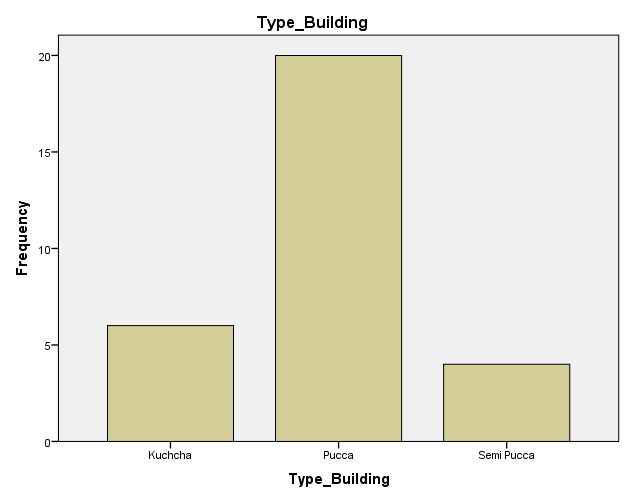 Type_Building
20
15
10
5
0
Frequency
Kuchcha
Pucca
Semi Pucca
Type_Building